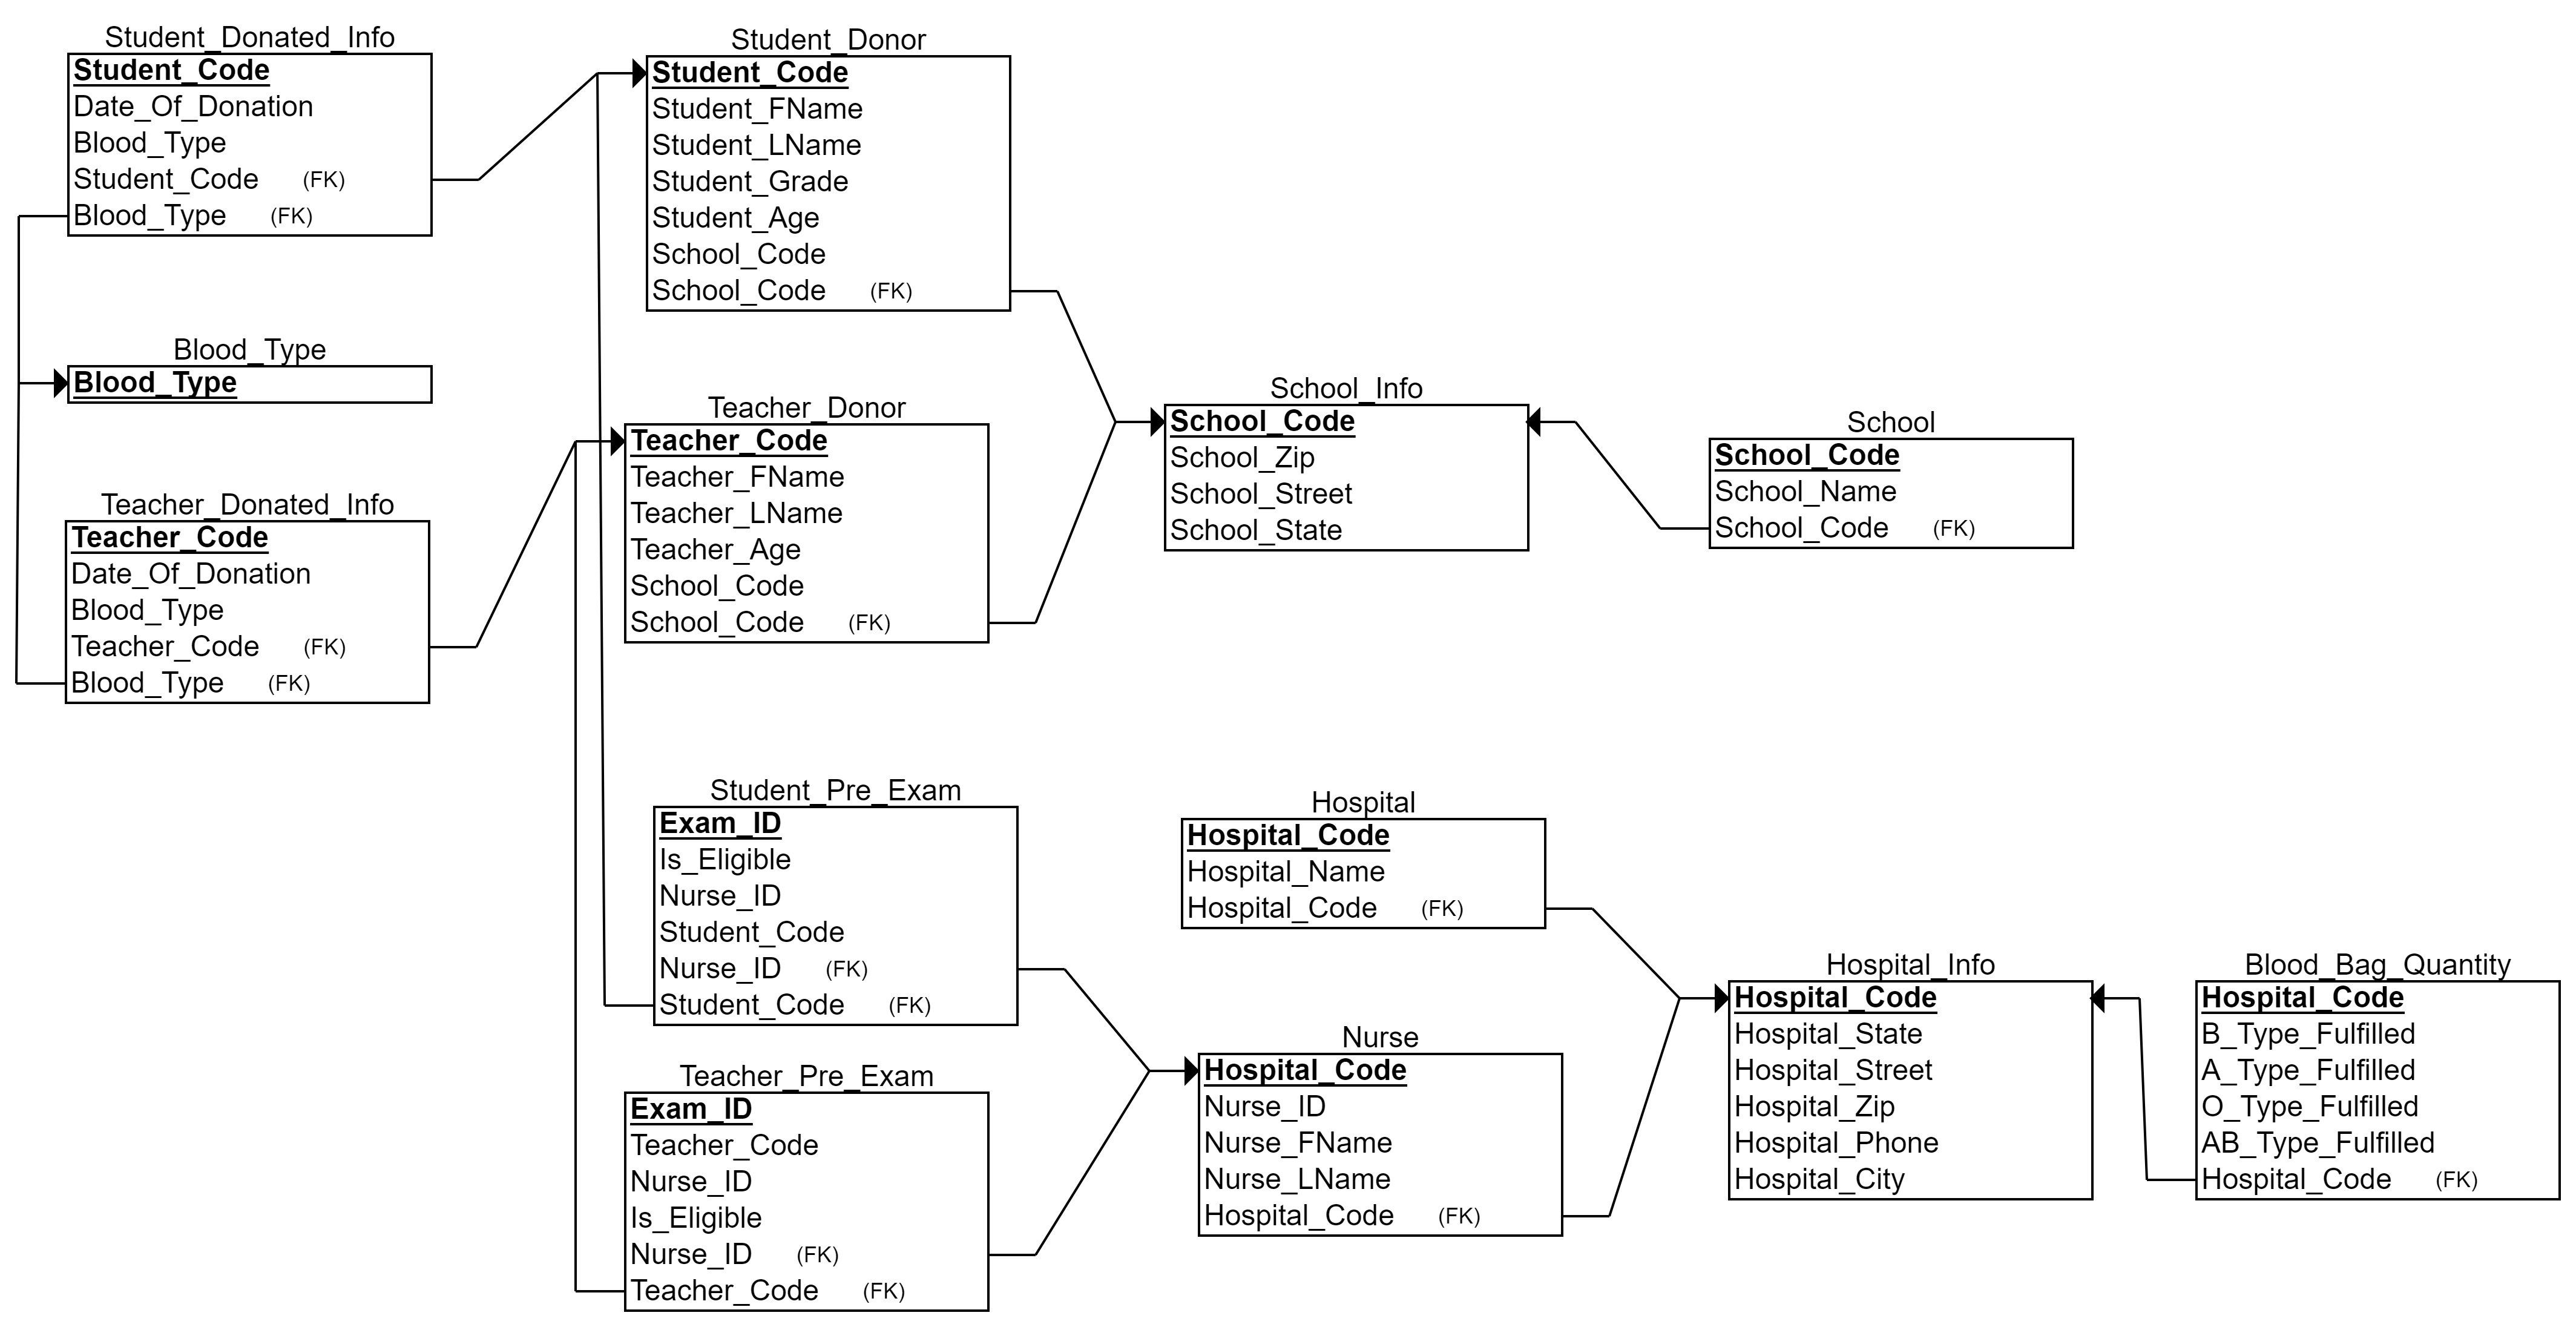 Student_Donated_Info
Student_Code
Date_Of_Donation
Blood_Type
Student_Code (FK)
Blood_Type (FK)
Student_Donor
Student_Code
Student_FName
Student_LName
Student_Grade
Student_Age
School_Code
School_Code (FK)
Blood_Type
Blood_Type
Teacher_Donor
Teacher_Code
Teacher_FName
Teacher_LName
Teacher_Age
School_Code
School_Code (FK)
School_Info
School_Code
School_Zip
School_Street
School_State
School
School_Code
School_Name
School_Code (FK)
Teacher_Donated_Info
Teacher_Code
Date_Of_Donation
Blood_Type
Teacher_Code (FK)
Blood_Type (FK)
Student_Pre_Exam
Exam_ID
Is_Eligible
Nurse_ID
Student_Code
Nurse_ID (FK)
Student_Code (FK)
Hospital
Hospital_Code
Hospital_Name
Hospital_Code (FK)
Teacher_Pre_Exam
Exam_ID
Teacher_Code
Nurse_ID
Is_Eligible
Nurse_ID (FK)
Teacher_Code (FK)
Nurse
Hospital_Code
Nurse_ID
Nurse_FName
Nurse_LName
Hospital_Code (FK)
Hospital_Info
Hospital_Code
Hospital_State
Hospital_Street
Hospital_Zip
Hospital_Phone
Hospital_City
Blood_Bag_Quantity
Hospital_Code
B_Type_Fulfilled
A_Type_Fulfilled
O_Type_Fulfilled
AB_Type_Fulfilled
Hospital_Code (FK)